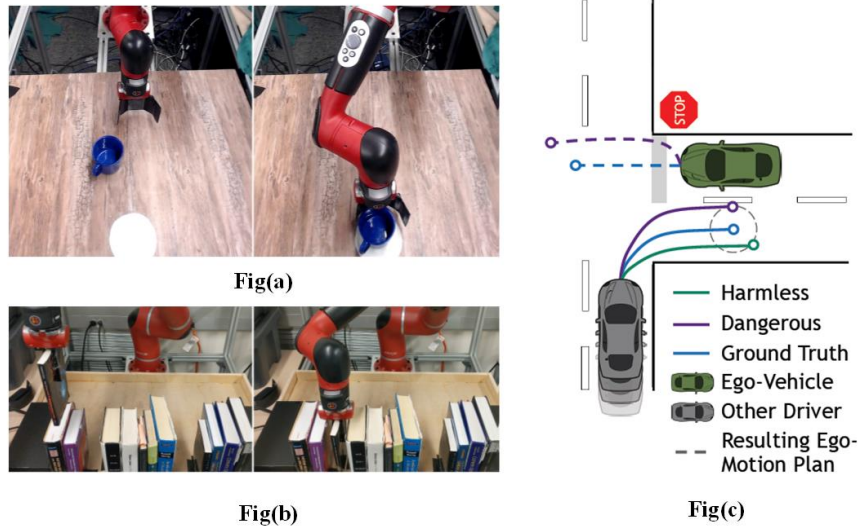 Fig(a)
Fig(b)
STOP
Harmless
Dangerous
Ground Truth
Ego-Vehicle
Other Driver
Resulting Ego-
Motion Plan
Fig(c)